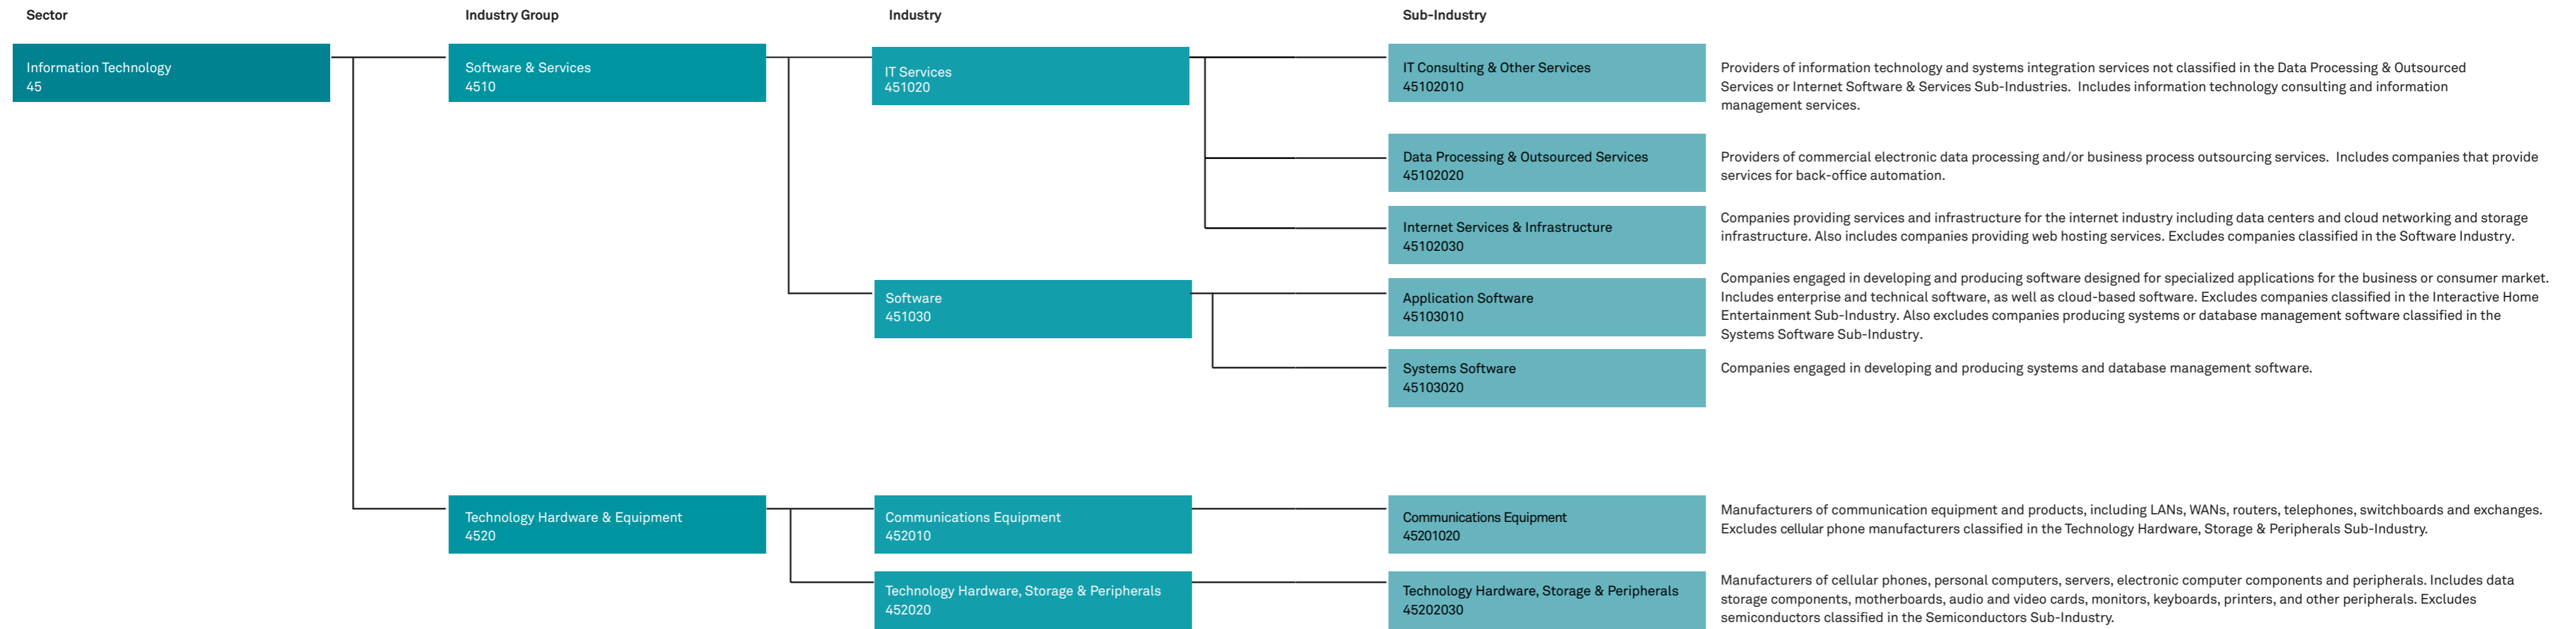 Sector
Industry Group
Industry
Sub-Industry
Information Technology
45
Software & Services
4510
IT Services
451020
IT Consulting & Other Services
45102010
Providers of information technology and systems integration services not classified in the Data Processing & Outsourced
Services or Internet Software & Services Sub-Industries.  Includes information technology consulting and information
management services.
Data Processing & Outsourced Services
45102020
Providers of commercial electronic data processing and/or business process outsourcing services.  Includes companies that provide
services for back-office automation.
Internet Services & Infrastructure
45102030
Companies providing services and infrastructure for the internet industry including data centers and cloud networking and storage
infrastructure. Also includes companies providing web hosting services. Excludes companies classified in the Software Industry.
Software
451030
Application Software
45103010
Companies engaged in developing and producing software designed for specialized applications for the business or consumer market.
Includes enterprise and technical software, as well as cloud-based software. Excludes companies classified in the Interactive Home
Entertainment Sub-Industry. Also excludes companies producing systems or database management software classified in the
Systems Software Sub-Industry.
Systems Software
45103020
Companies engaged in developing and producing systems and database management software.
Technology Hardware & Equipment
4520
Communications Equipment
452010
Communications Equipment
45201020
Manufacturers of communication equipment and products, including LANs, WANs, routers, telephones, switchboards and exchanges.
Excludes cellular phone manufacturers classified in the Technology Hardware, Storage & Peripherals Sub-Industry.
Technology Hardware, Storage & Peripherals
452020
Technology Hardware, Storage & Peripherals
45202030
Manufacturers of cellular phones, personal computers, servers, electronic computer components and peripherals. Includes data
storage components, motherboards, audio and video cards, monitors, keyboards, printers, and other peripherals. Excludes
semiconductors classified in the Semiconductors Sub-Industry.